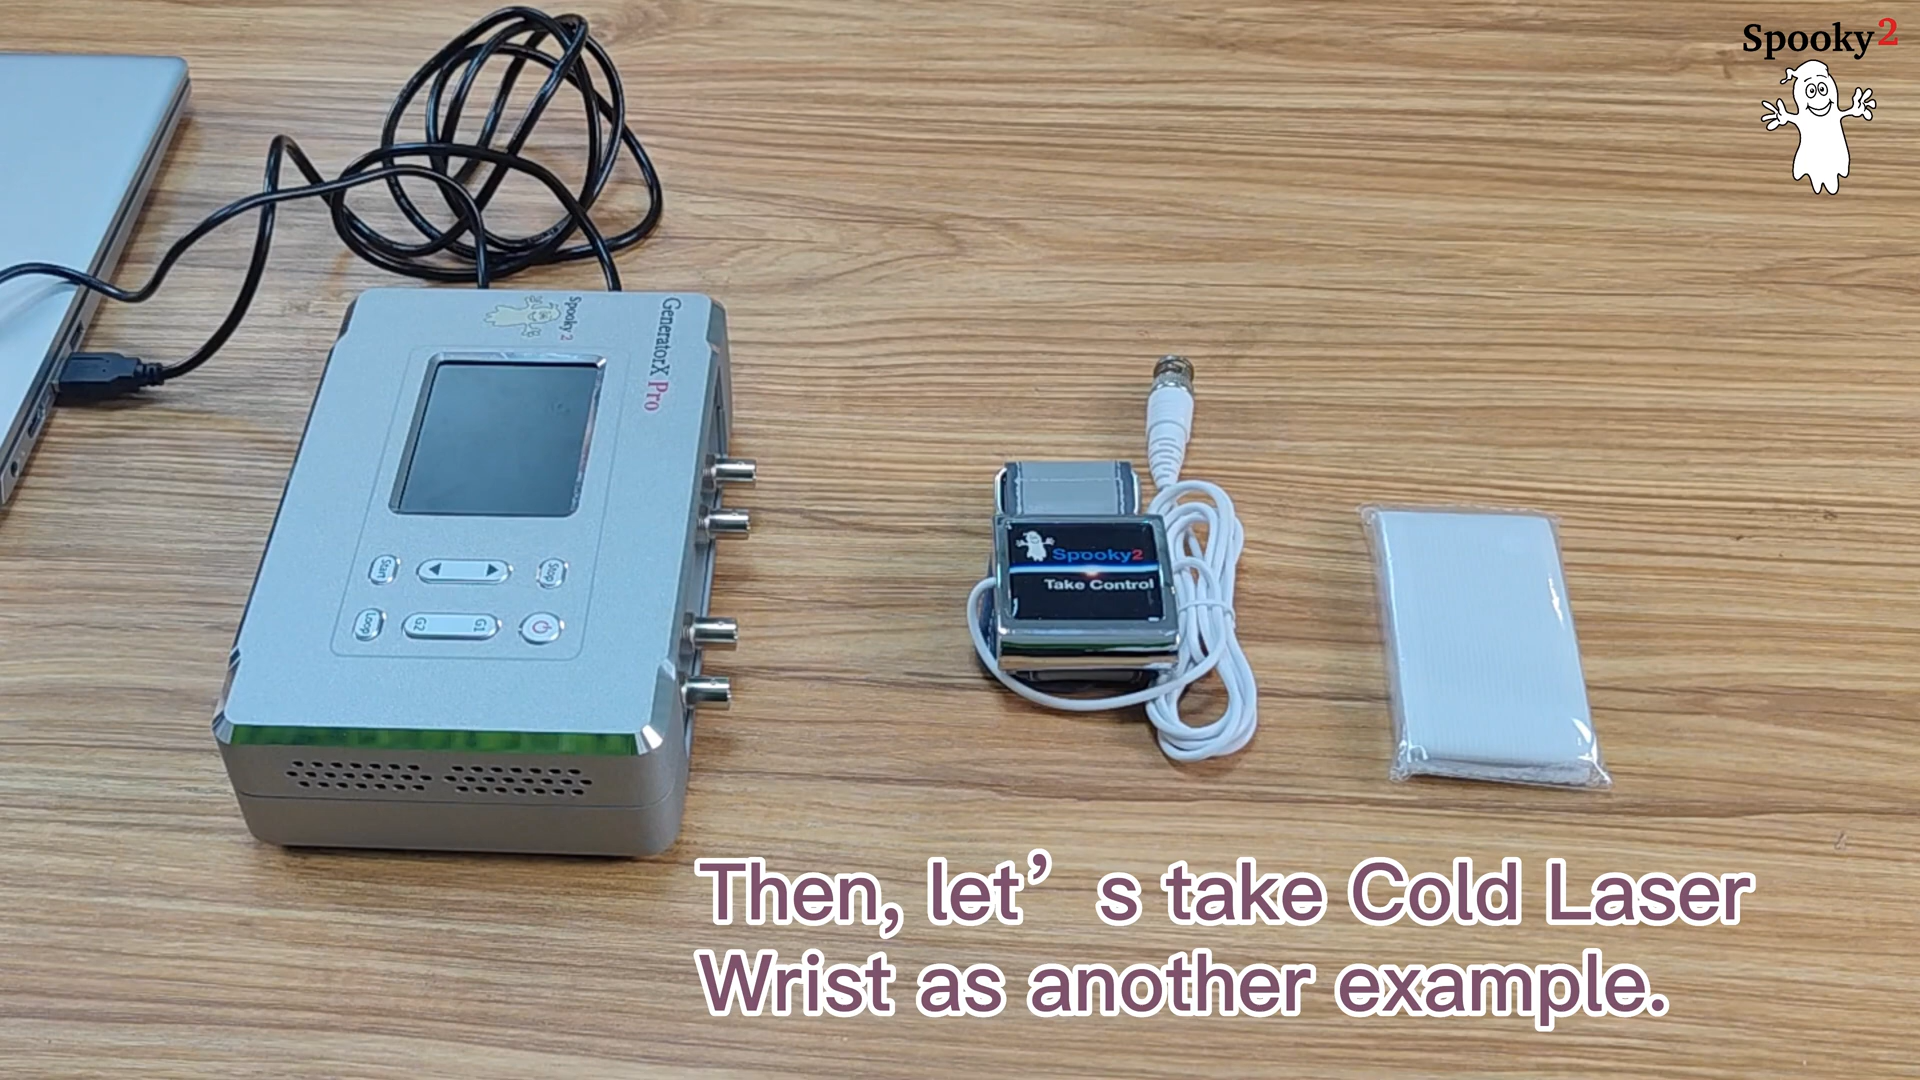 Spooky2
Spooky2
GeneratorX Pro
Start
Stop
Loop
G2
G1
Spooky2
Take Control
Then, let’s take Cold Laser
Wrist as another example.